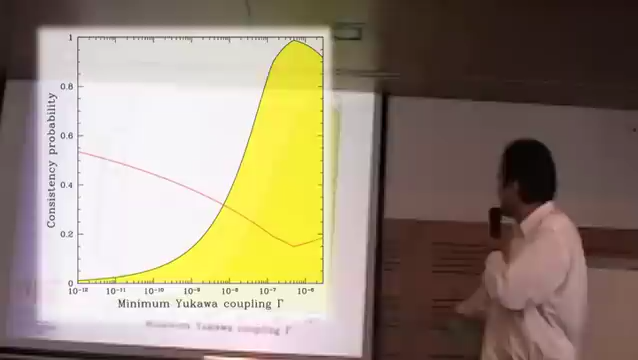 Consistency probability
1
0.8
0.6
0.4
0.2
0
10⁻¹² 10⁻¹¹ 10⁻¹⁰ 10⁻⁹ 10⁻⁸ 10⁻⁷ 10⁻⁶
Minimum Yukawa coupling Γ
Minimum Yukawa coupling Γ